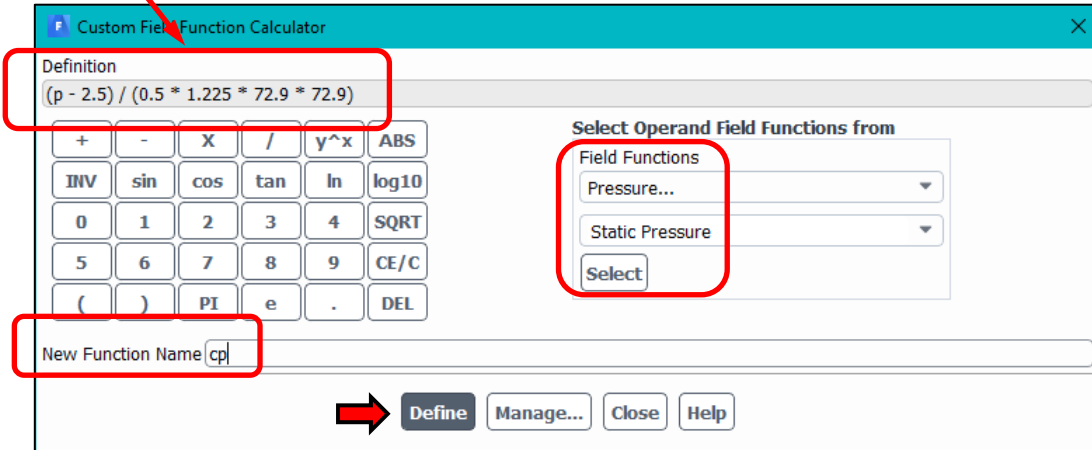 F Custom Field Function Calculator
Definition
(p - 2.5) / (0.5 * 1.225 * 72.9 * 72.9)
+ - X / y^x ABS
INV sin cos tan ln log10
0 1 2 3 4 SQRT
5 6 7 8 9 CE/C
( ) PI e . DEL
Select Operand Field Functions from
Field Functions
Pressure...
Static Pressure
Select
New Function Name cp
Define Manage... Close Help